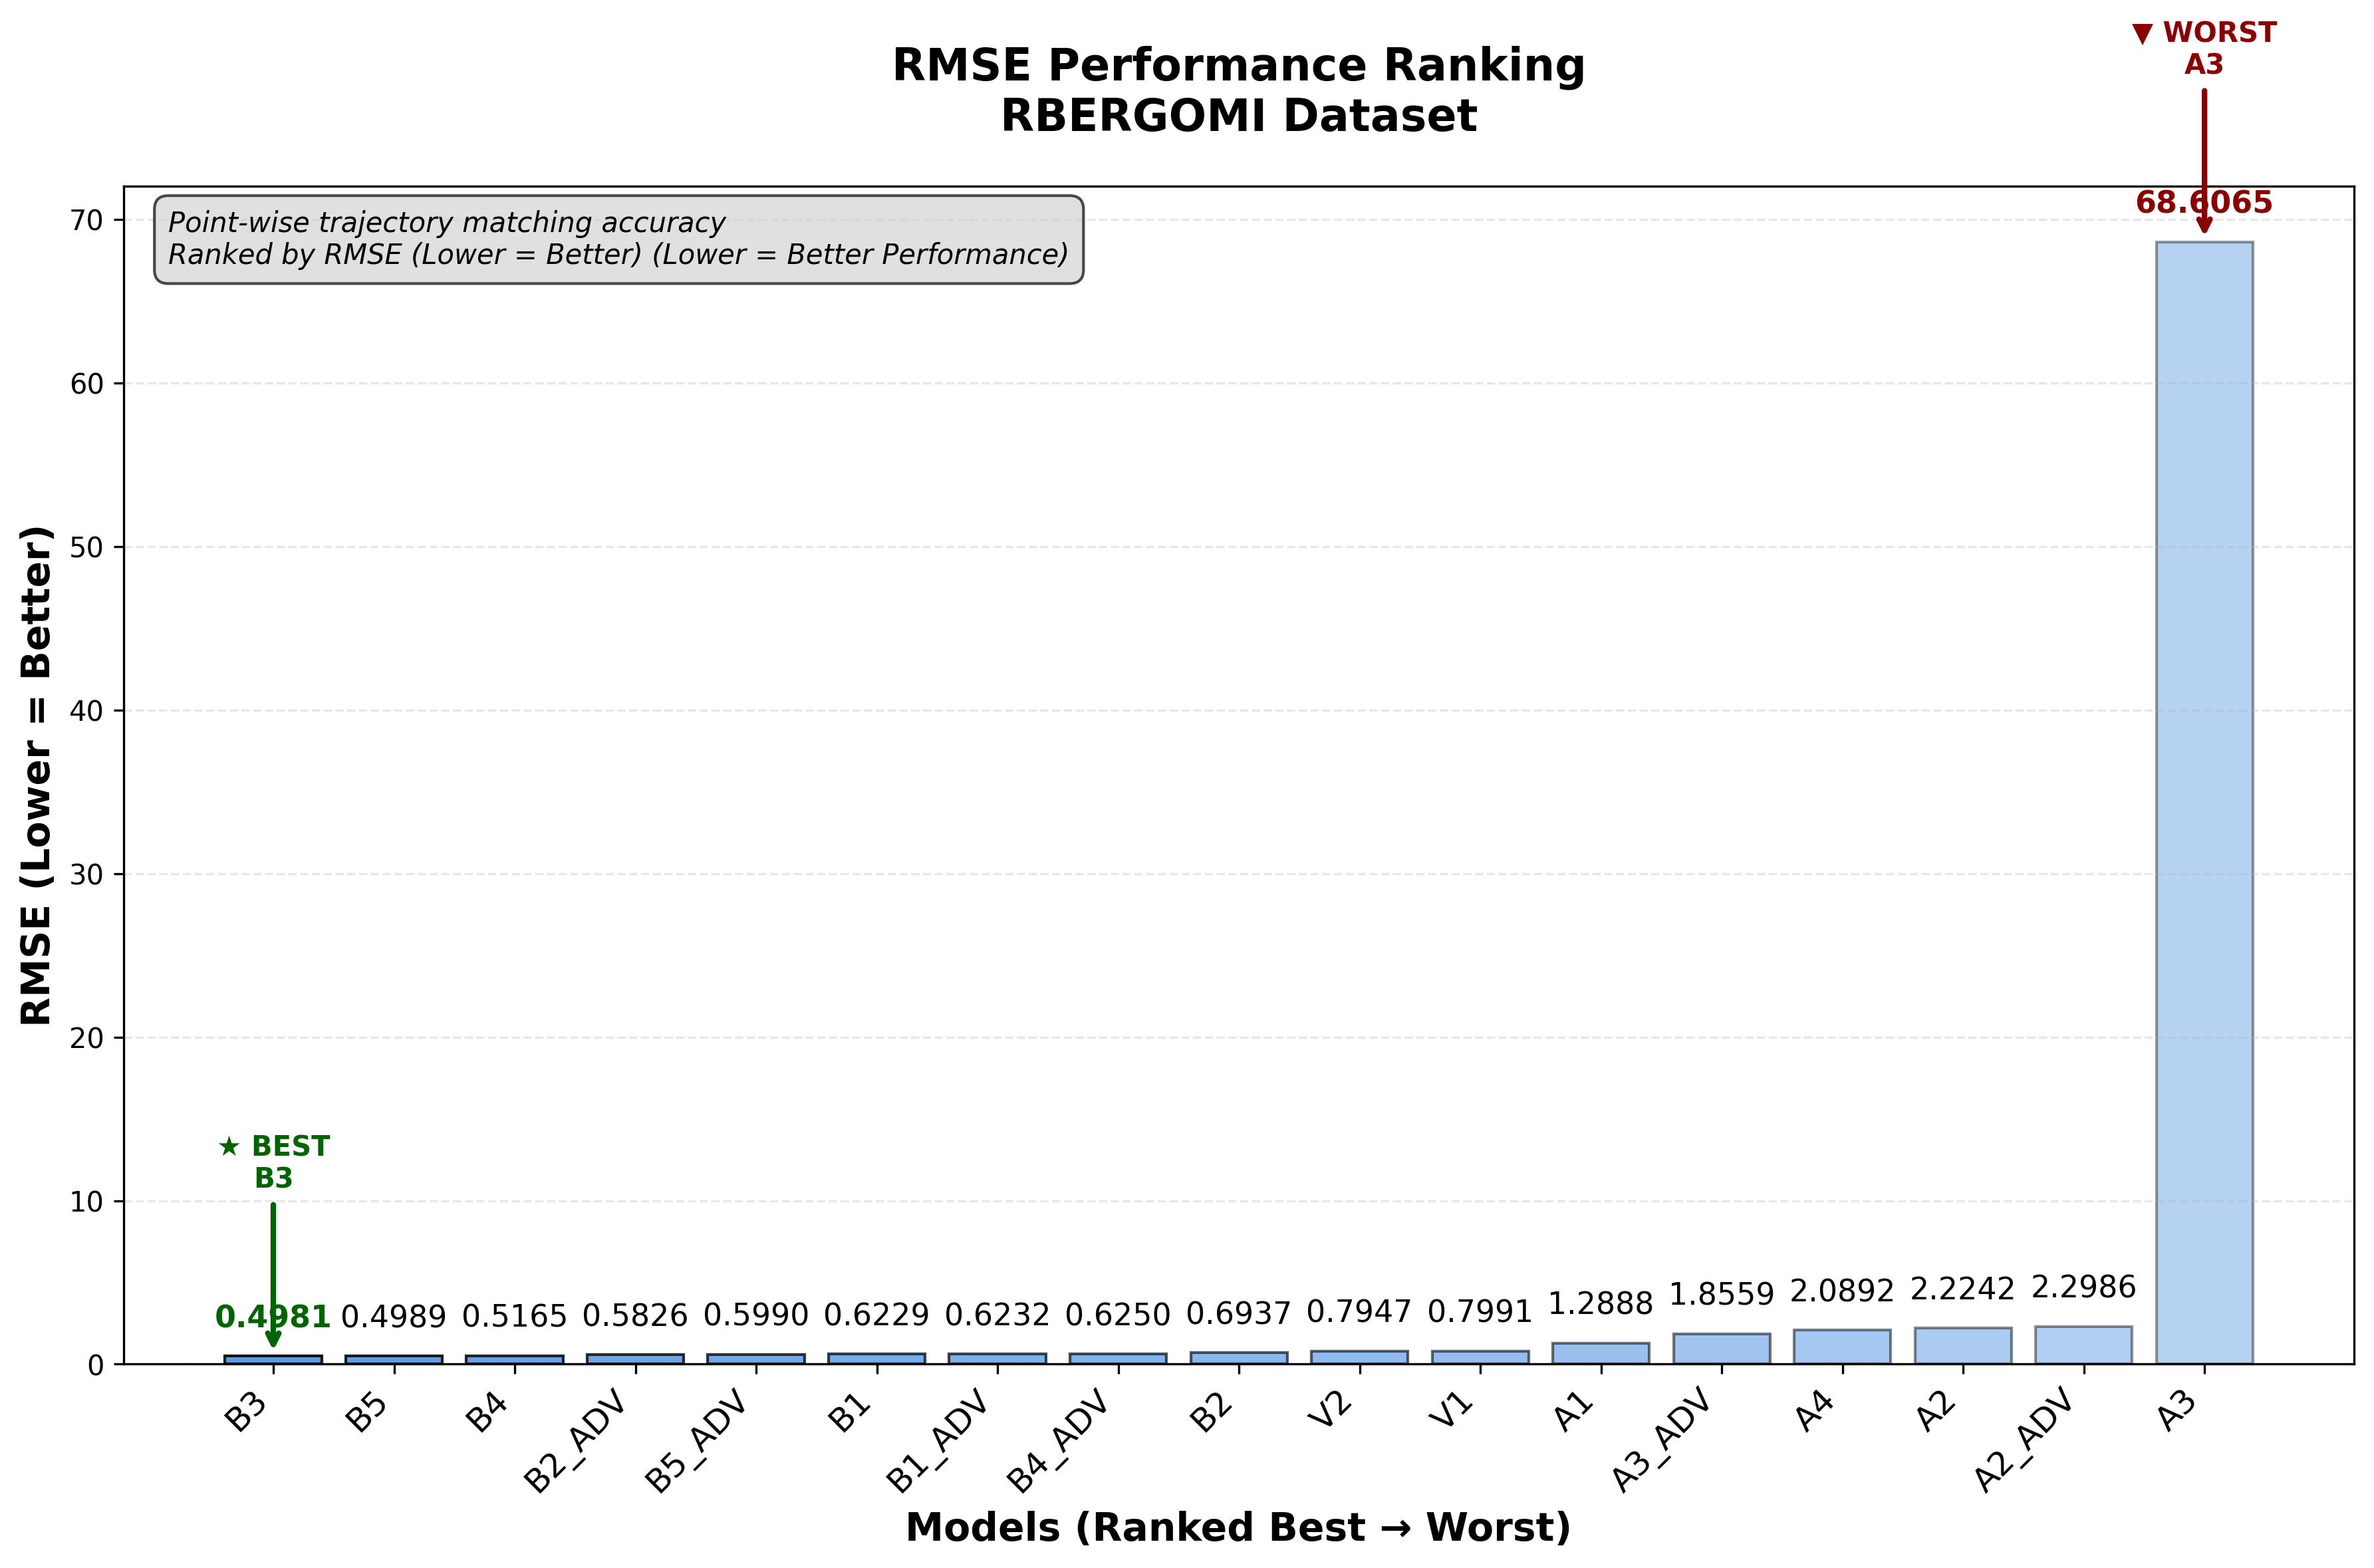 ▼ WORST
A3
RMSE Performance Ranking
RBERGOMI Dataset
68.6065
Point-wise trajectory matching accuracy
Ranked by RMSE (Lower = Better) (Lower = Better Performance)
RMSE (Lower = Better)
70
60
50
40
30
20
10
0
★ BEST
B3
0.4981 0.4989 0.5165 0.5826 0.5990 0.6229 0.6232 0.6250 0.6937 0.7947 0.7991 1.2888 1.8559 2.0892 2.2242 2.2986
B3 B5 B4 B2_ADV B5_ADV B1 B1_ADV B4_ADV B2 V2 V1 A1 A3_ADV A4 A2 A2_ADV A3
Models (Ranked Best → Worst)